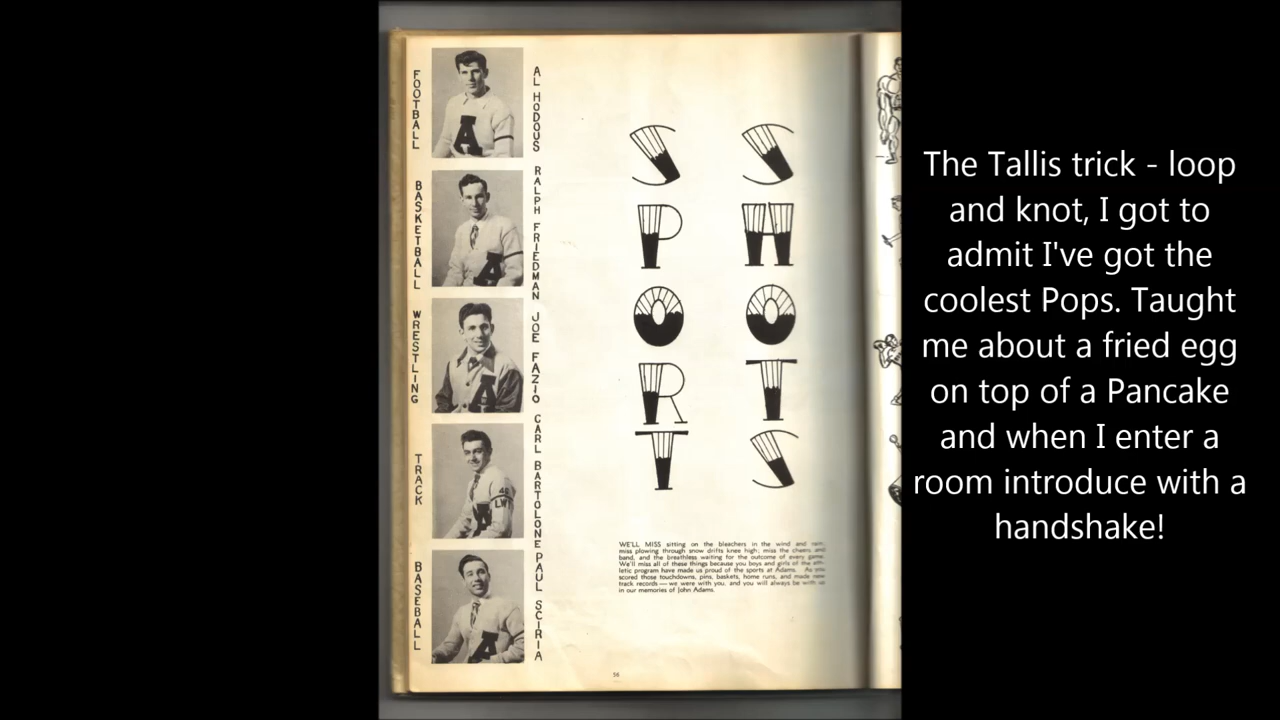 FOOTBALL
AL HODOUS
BASKETBALL
RALPH FRIEDMAN
WRESTLING
JOE FAZIO
TRACK
CARL BARTOLONE
BASEBALL
PAUL SCIRIA
A
A
A
A
A
SPORTS
SHOTS
WE'LL MISS sitting on the bleachers in the wind and rain,
miss plowing through snow drifts knee high; miss the cheers and
band, and the breathless waiting for the outcome of every game.
We'll miss all of these things because you boys and girls of the ath-
letic program have made us proud of the sports at Adams. As you
scored those touchdowns, pins, baskets, home runs, and made new
track records — we were with you, and you will always be with us
in our memories of John Adams.
56
The Tallis trick - loop
and knot, I got to
admit I've got the
coolest Pops. Taught
me about a fried egg
on top of a Pancake
and when I enter a
room introduce with a
handshake!